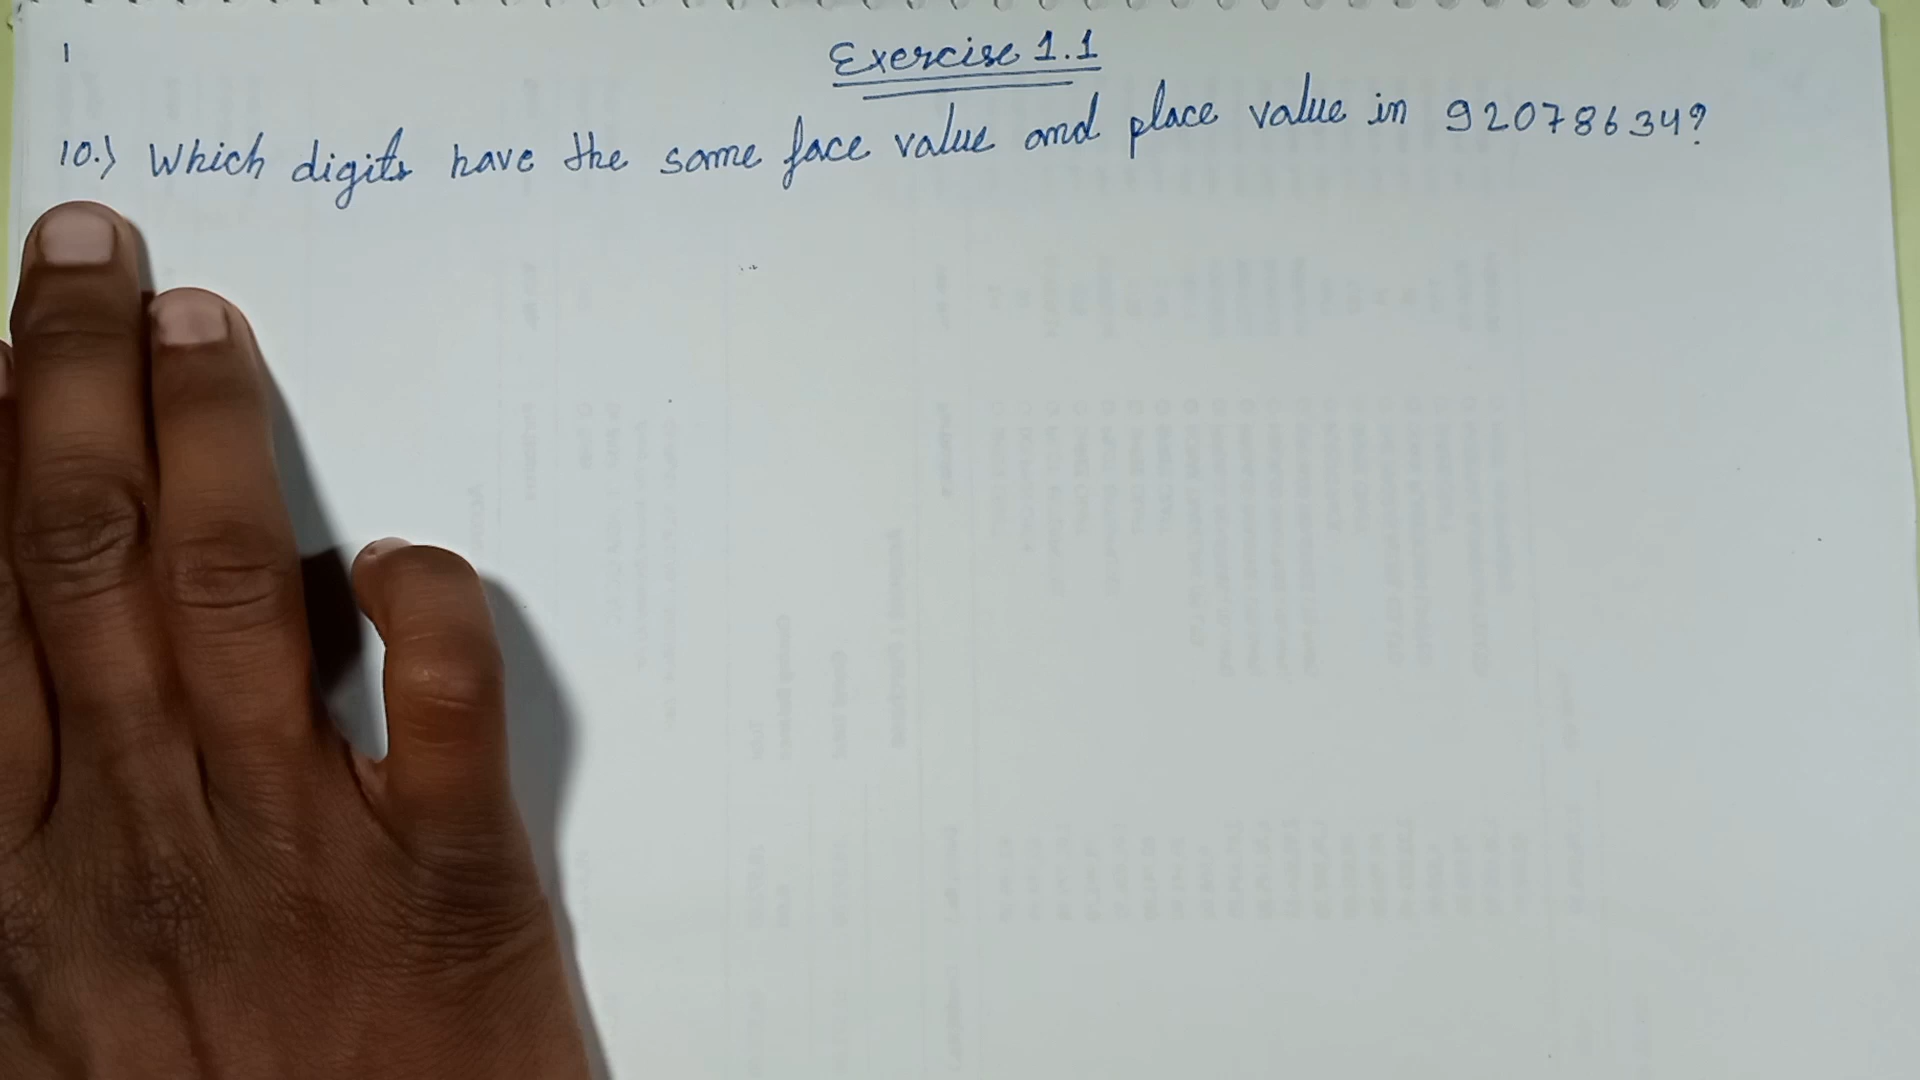 1
Exercise 1.1
10.) Which digits have the same face value and place value in 92078634?